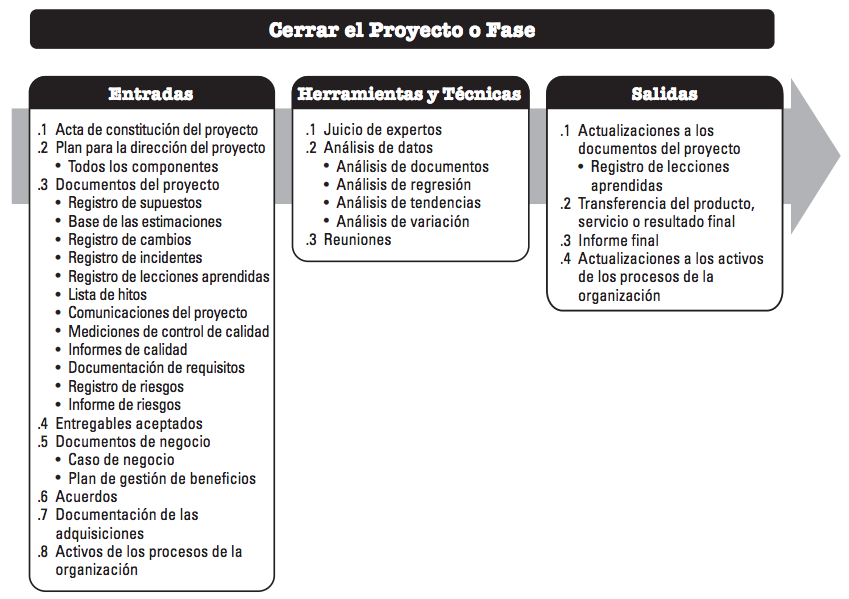 Cerrar el Proyecto o Fase
Entradas
.1 Acta de constitución del proyecto
.2 Plan para la dirección del proyecto
• Todos los componentes
.3 Documentos del proyecto
• Registro de supuestos
• Base de las estimaciones
• Registro de cambios
• Registro de incidentes
• Registro de lecciones aprendidas
• Lista de hitos
• Comunicaciones del proyecto
• Mediciones de control de calidad
• Informes de calidad
• Documentación de requisitos
• Registro de riesgos
• Informe de riesgos
.4 Entregables aceptados
.5 Documentos de negocio
• Caso de negocio
• Plan de gestión de beneficios
.6 Acuerdos
.7 Documentación de las
adquisiciones
.8 Activos de los procesos de la
organización
Herramientas y Técnicas
.1 Juicio de expertos
.2 Análisis de datos
• Análisis de documentos
• Análisis de regresión
• Análisis de tendencias
• Análisis de variación
.3 Reuniones
Salidas
.1 Actualizaciones a los
documentos del proyecto
• Registro de lecciones
aprendidas
.2 Transferencia del producto,
servicio o resultado final
.3 Informe final
.4 Actualizaciones a los activos
de los procesos de la
organización